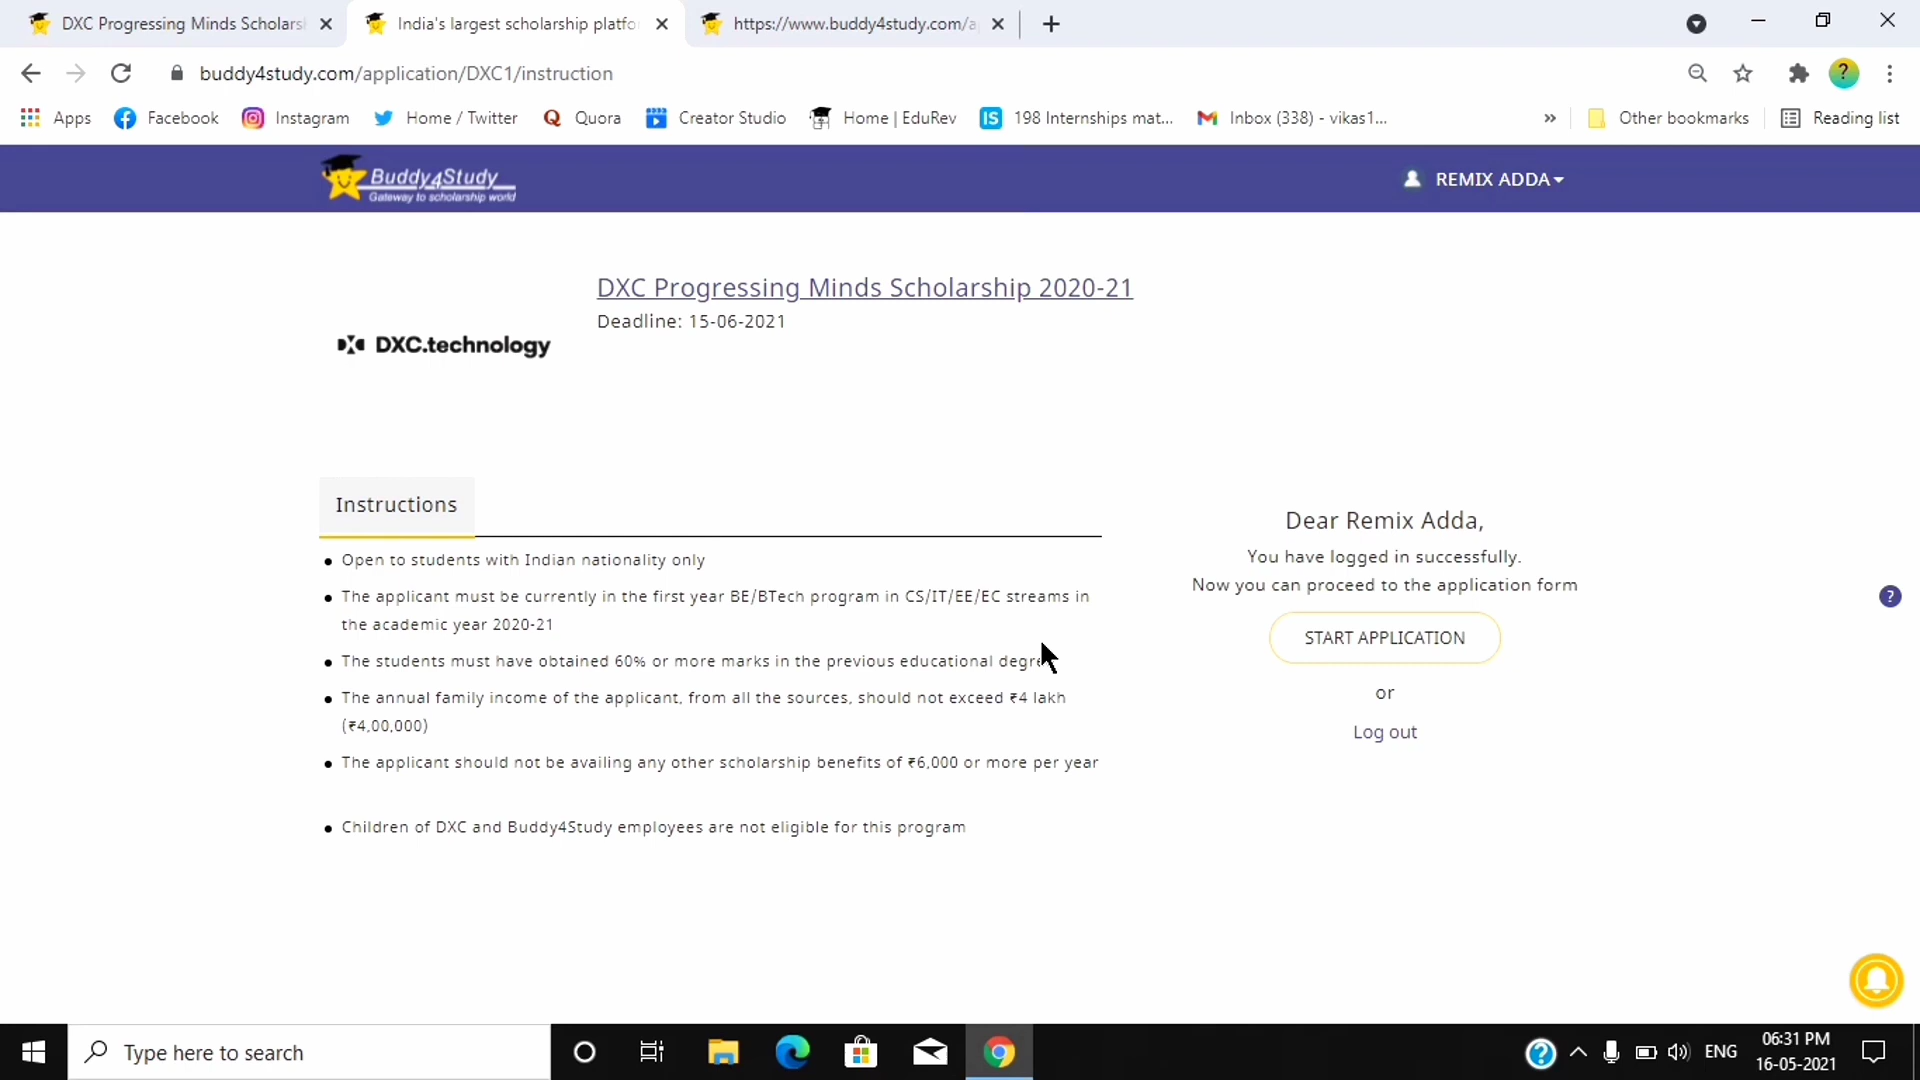 DXC Progressing Minds Scholars
India's largest scholarship platfo
https://www.buddy4study.com/a
buddy4study.com/application/DXC1/instruction
?
Apps
Facebook
Instagram
Home / Twitter
Quora
Creator Studio
Home | EduRev
IS
198 Internships mat...
Inbox (338) - vikas1...
»
Other bookmarks
Reading list
Buddy4Study
Gateway to scholarship world
REMIX ADDA
DXC Progressing Minds Scholarship 2020-21
Deadline: 15-06-2021
DXC.technology
Instructions
Open to students with Indian nationality only
The applicant must be currently in the first year BE/BTech program in CS/IT/EE/EC streams in
the academic year 2020-21
The students must have obtained 60% or more marks in the previous educational degre
The annual family income of the applicant, from all the sources, should not exceed ₹4 lakh
(₹4,00,000)
The applicant should not be availing any other scholarship benefits of ₹6,000 or more per year
Children of DXC and Buddy4Study employees are not eligible for this program
Dear Remix Adda,
You have logged in successfully.
Now you can proceed to the application form
START APPLICATION
or
Log out
?
Type here to search
?
ENG
06:31 PM
16-05-2021